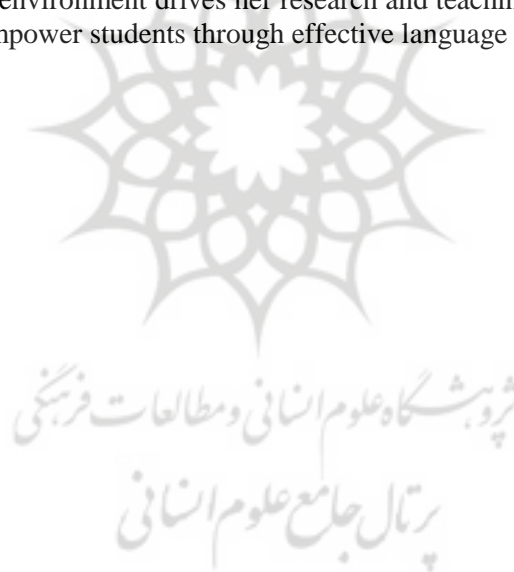 environment drives her research and teaching
mpower students through effective language
پژوهشگاه علوم انسانی و مطالعات فرهنگی
پرتال جامع علوم انسانی